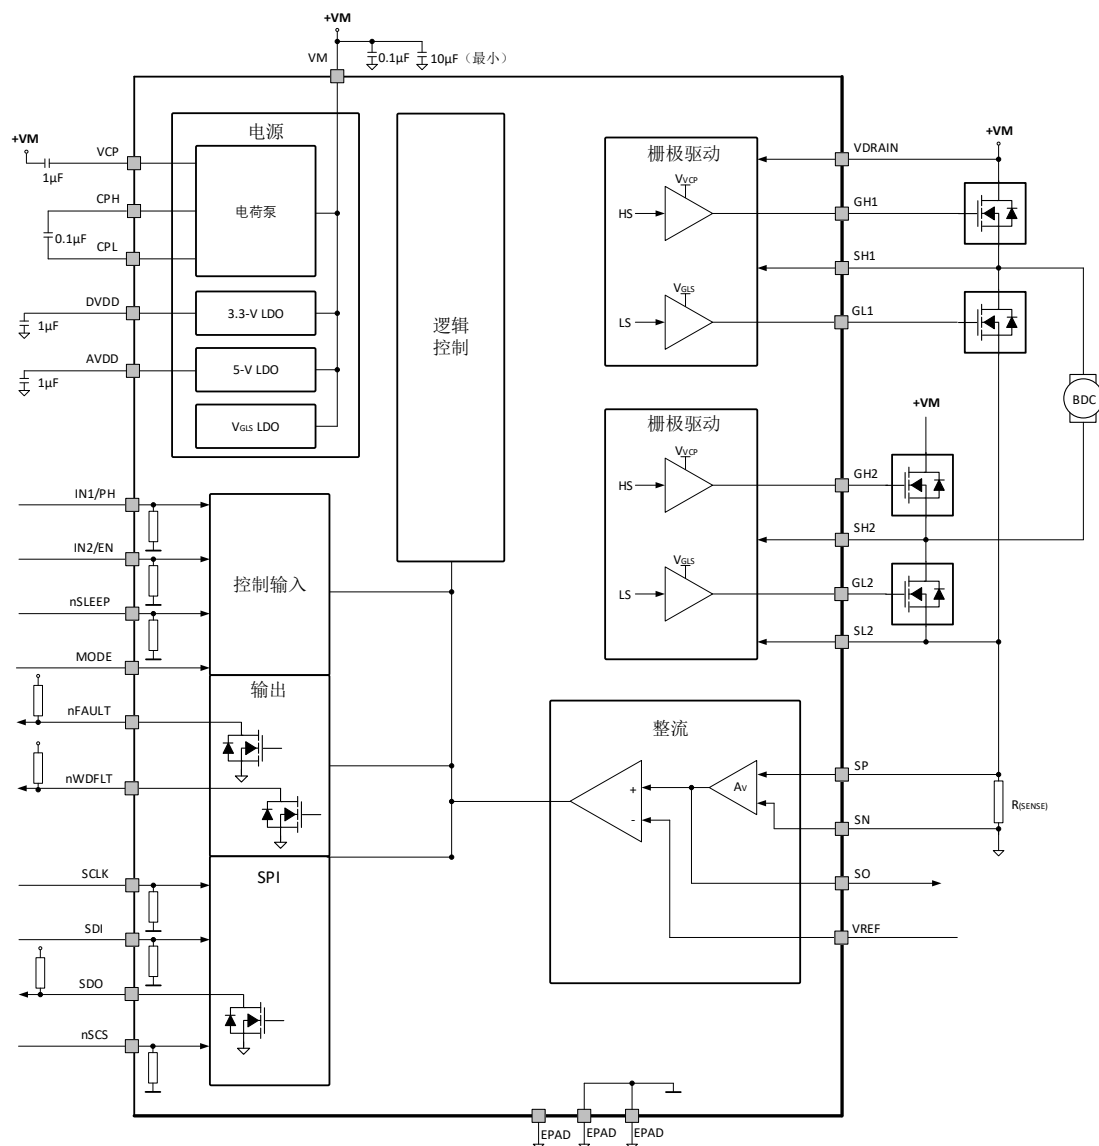 +VM
VM
0.1µF
10µF（最小）
电源
+VM
VCP
1µF
CPH
电荷泵
0.1µF
CPL
DVDD
1µF
3.3-V LDO
AVDD
1µF
5-V LDO
VGLS LDO
逻辑
控制
栅极驱动
VVCP
HS
VGLS
LS
VDRAIN
+VM
GH1
SH1
GL1
BDC
栅极驱动
VVCP
HS
VGLS
LS
+VM
GH2
SH2
GL2
SL2
IN1/PH
IN2/EN
控制输入
nSLEEP
MODE
输出
nFAULT
nWDFLT
整流
+
-
AV
SP
R(SENSE)
SN
SO
VREF
SPI
SCLK
SDI
SDO
nSCS
EPAD
EPAD
EPAD